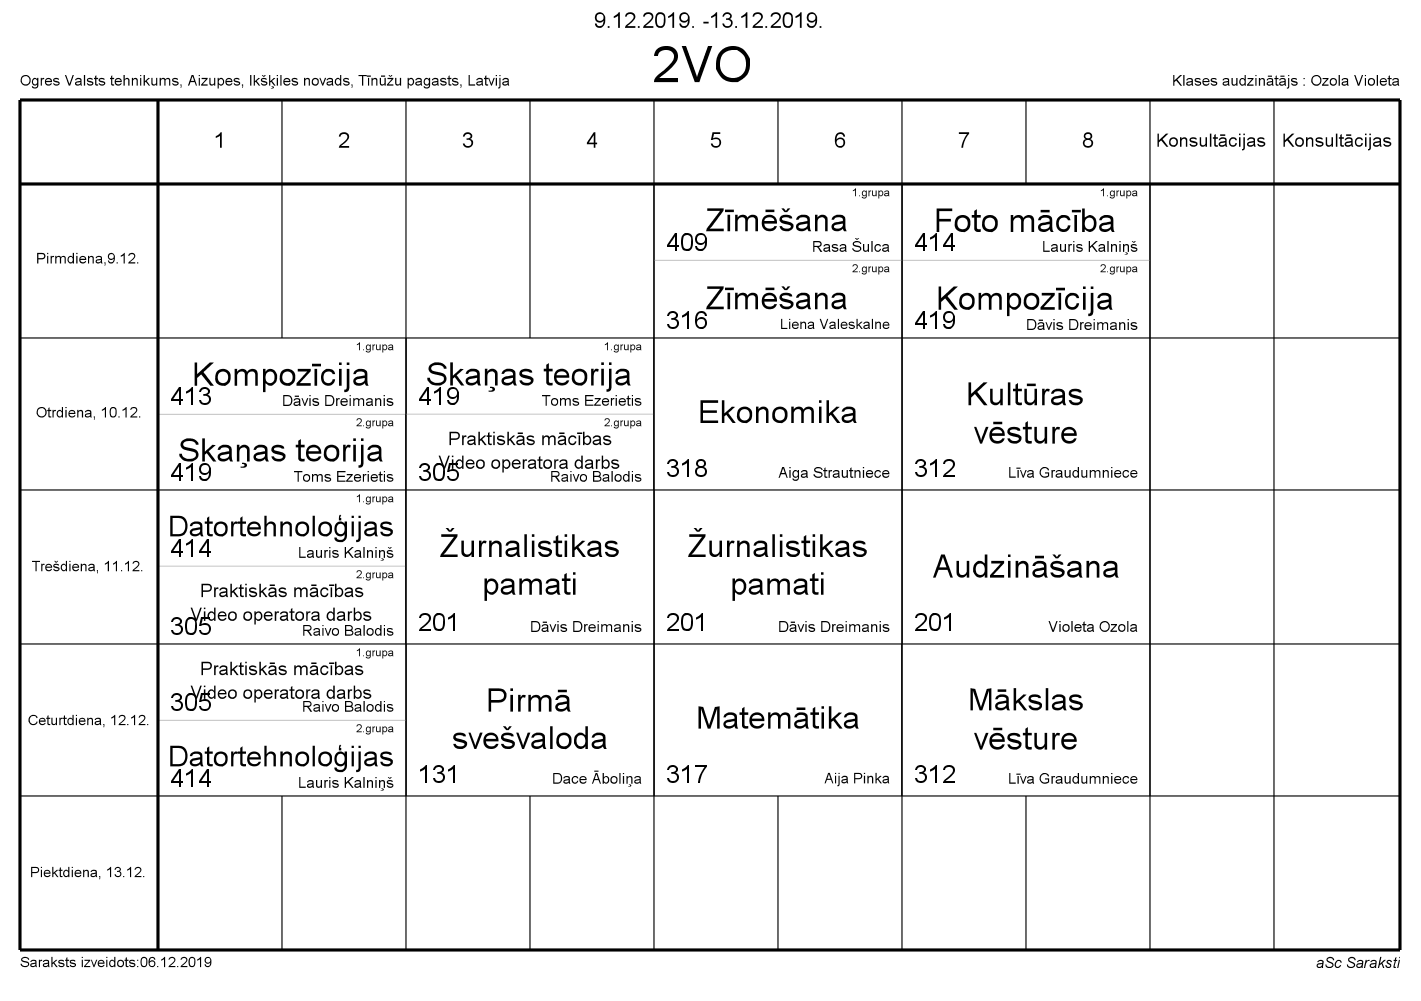 9.12.2019. -13.12.2019.
2VO
Ogres Valsts tehnikums, Aizupes, Ikšķiles novads, Tīnūžu pagasts, Latvija
Klases audzinātājs : Ozola Violeta
1 2 3 4 5 6 7 8 Konsultācijas Konsultācijas
Pirmdiena,9.12.
1.grupa
Zīmēšana
409 Rasa Šulca
2.grupa
Zīmēšana
316 Liena Valeskalne
1.grupa
Foto mācība
414 Lauris Kalniņš
2.grupa
Kompozīcija
419 Dāvis Dreimanis
Otrdiena, 10.12.
1.grupa
Kompozīcija
413 Dāvis Dreimanis
2.grupa
Skaņas teorija
419 Toms Ezerietis
1.grupa
Skaņas teorija
419 Toms Ezerietis
2.grupa
Praktiskās mācības
Video operatora darbs
305 Raivo Balodis
Ekonomika
318 Aiga Strautniece
Kultūras
vēsture
312 Līva Graudumniece
Trešdiena, 11.12.
1.grupa
Datortehnoloģijas
414 Lauris Kalniņš
2.grupa
Praktiskās mācības
Video operatora darbs
305 Raivo Balodis
Žurnalistikas
pamati
201 Dāvis Dreimanis
Žurnalistikas
pamati
201 Dāvis Dreimanis
Audzināšana
201 Violeta Ozola
Ceturtdiena, 12.12.
1.grupa
Praktiskās mācības
Video operatora darbs
305 Raivo Balodis
2.grupa
Datortehnoloģijas
414 Lauris Kalniņš
Pirmā
svešvaloda
131 Dace Āboliņa
Matemātika
317 Aija Pinka
Mākslas
vēsture
312 Līva Graudumniece
Piektdiena, 13.12.
Saraksts izveidots:06.12.2019
aSc Saraksti